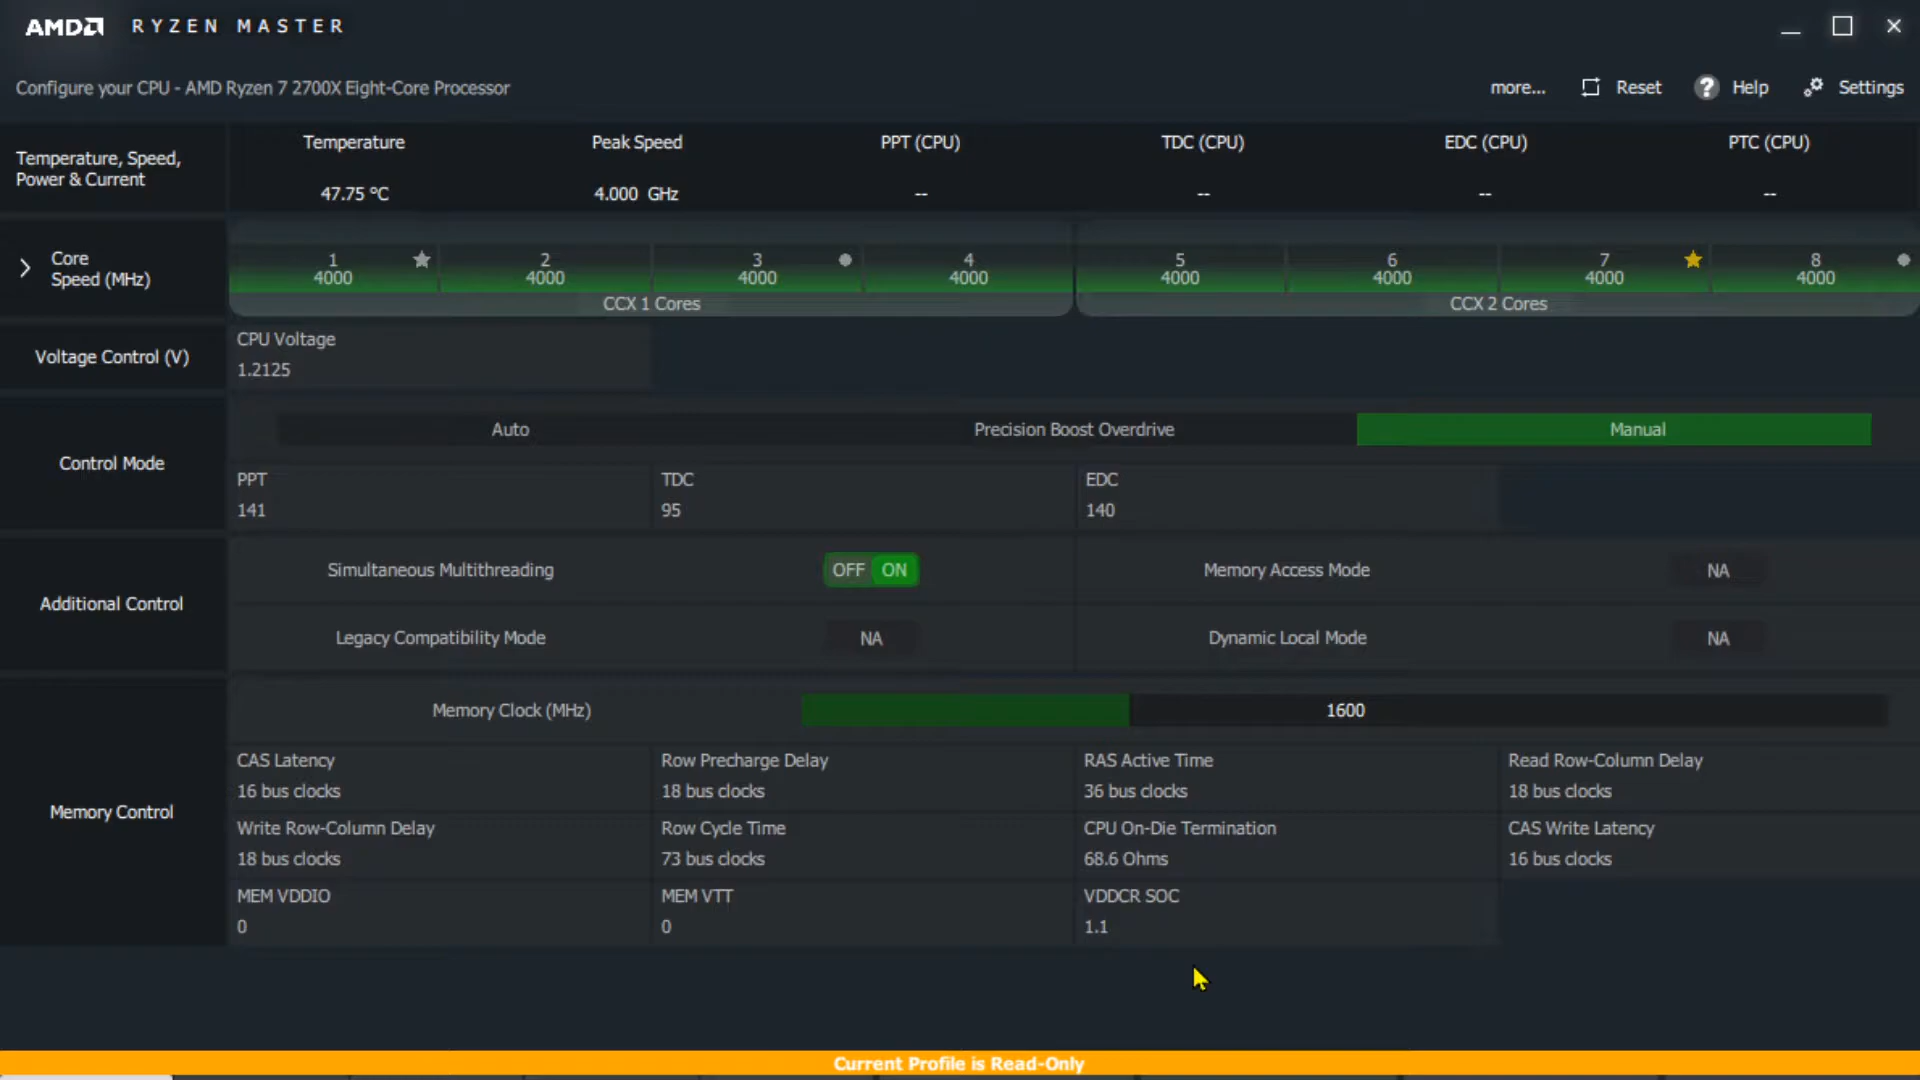 AMD RYZEN MASTER
Configure your CPU - AMD Ryzen 7 2700X Eight-Core Processor
more... Reset ? Help Settings
Temperature, Speed,
Power & Current
Temperature Peak Speed PPT (CPU) TDC (CPU) EDC (CPU) PTC (CPU)
47.75 °C 4.000 GHz -- -- -- --
Core
Speed (MHz)
1 2 3 4 5 6 7 8
4000 4000 4000 4000 4000 4000 4000 4000
CCX 1 Cores CCX 2 Cores
Voltage Control (V)
CPU Voltage
1.2125
Control Mode
Auto Precision Boost Overdrive Manual
PPT TDC EDC
141 95 140
Additional Control
Simultaneous Multithreading OFF ON Memory Access Mode NA
Legacy Compatibility Mode NA Dynamic Local Mode NA
Memory Control
Memory Clock (MHz) 1600
CAS Latency Row Precharge Delay RAS Active Time Read Row-Column Delay
16 bus clocks 18 bus clocks 36 bus clocks 18 bus clocks
Write Row-Column Delay Row Cycle Time CPU On-Die Termination CAS Write Latency
18 bus clocks 73 bus clocks 68.6 Ohms 16 bus clocks
MEM VDDIO MEM VTT VDDCR SOC
0 0 1.1
Current Profile is Read-Only